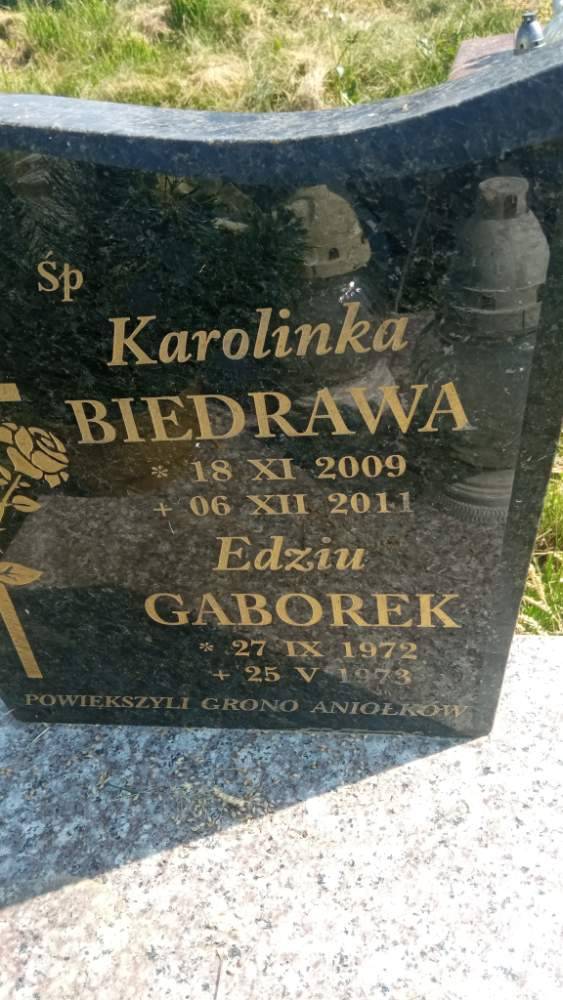 Śp
Karolinka
BIEDRAWA
* 18 XI 2009
+ 06 XII 2011
Edziu
GABOREK
* 27 IX 1972
+ 25 V 1973
POWIEKSZYLI GRONO ANIOŁKÓW